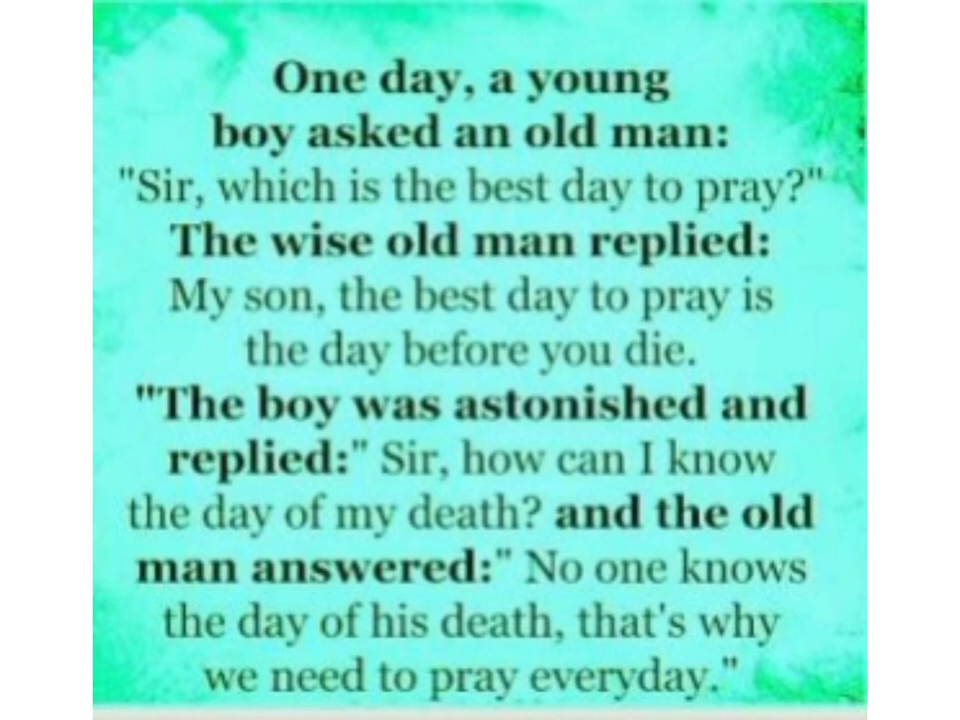 One day, a young
boy asked an old man:
"Sir, which is the best day to pray?"
The wise old man replied:
My son, the best day to pray is
the day before you die.
"The boy was astonished and
replied:" Sir, how can I know
the day of my death? and the old
man answered:" No one knows
the day of his death, that's why
we need to pray everyday."